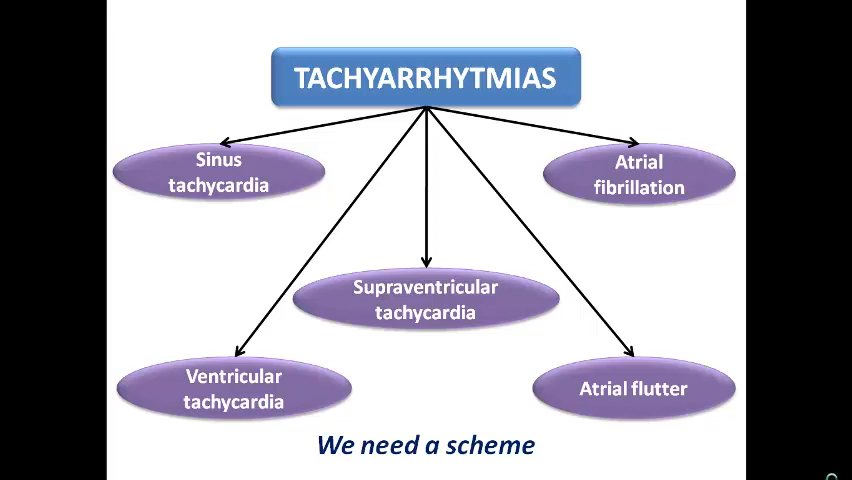 TACHYARRHYTMIAS
Sinus
tachycardia
Atrial
fibrillation
Supraventricular
tachycardia
Ventricular
tachycardia
Atrial flutter
We need a scheme